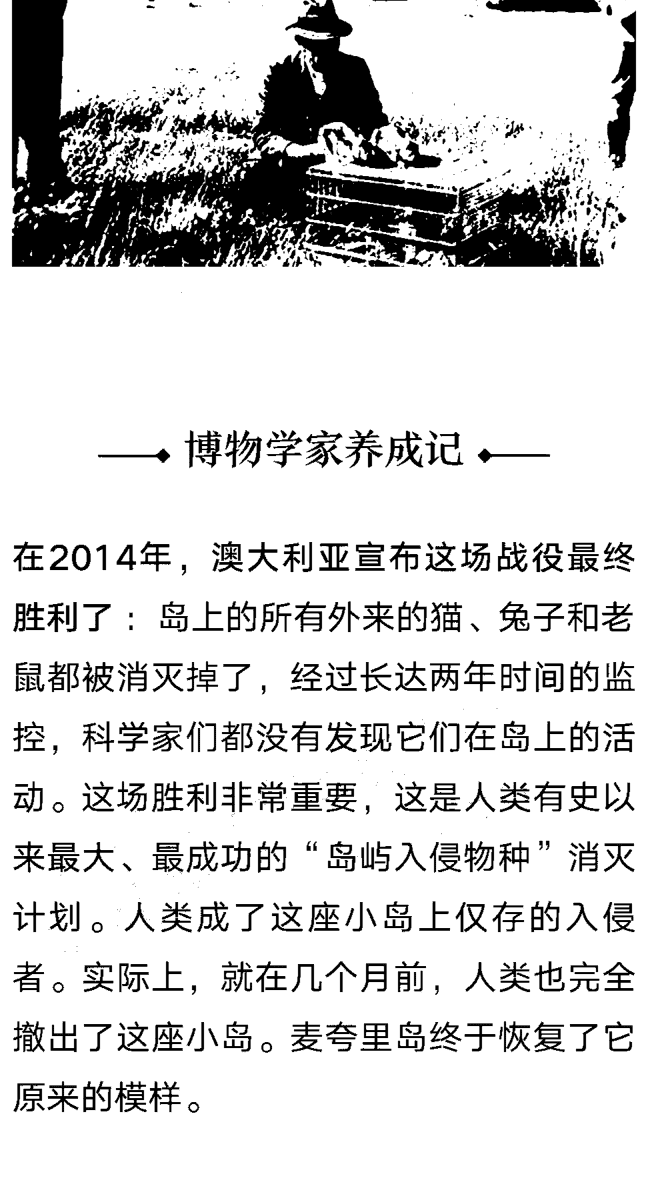 博物学家养成记
在2014年，澳大利亚宣布这场战役最终
胜利了：岛上的所有外来的猫、兔子和老
鼠都被消灭掉了，经过长达两年时间的监
控，科学家们都没有发现它们在岛上的活
动。这场胜利非常重要，这是人类有史以
来最大、最成功的“岛屿入侵物种”消灭
计划。人类成了这座小岛上仅存的入侵
者。实际上，就在几个月前，人类也完全
撤出了这座小岛。麦夸里岛终于恢复了它
原来的模样。